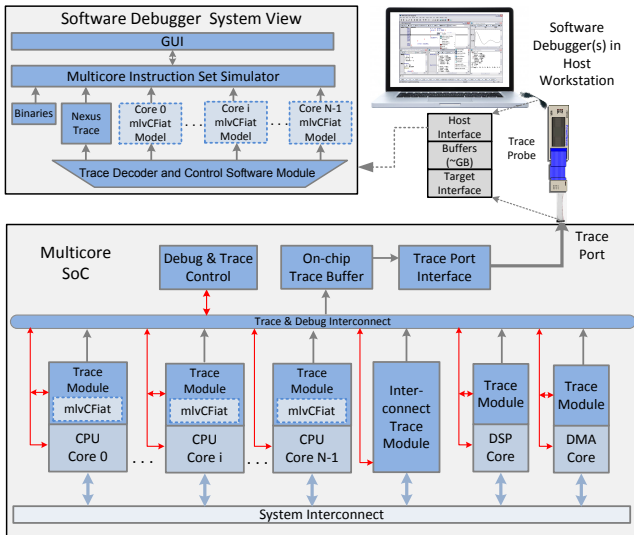 Software Debugger System View
GUI
Multicore Instruction Set Simulator
Binaries
Nexus
Trace
Core 0
mlvCFiat
Model
. . .
Core i
mlvCFiat
Model
. . .
Core N-1
mlvCFiat
Model
Trace Decoder and Control Software Module
Software
Debugger(s) in
Host
Workstation
Host
Interface
Buffers
(~GB)
Target
Interface
Trace
Probe
Trace
Port
Multicore
SoC
Debug & Trace
Control
On-chip
Trace Buffer
Trace Port
Interface
Trace & Debug Interconnect
Trace
Module
mlvCFiat
CPU
Core 0
. . .
Trace
Module
mlvCFiat
CPU
Core i
. . .
Trace
Module
mlvCFiat
CPU
Core N-1
Inter-
connect
Trace
Module
Trace
Module
DSP
Core
Trace
Module
DMA
Core
System Interconnect